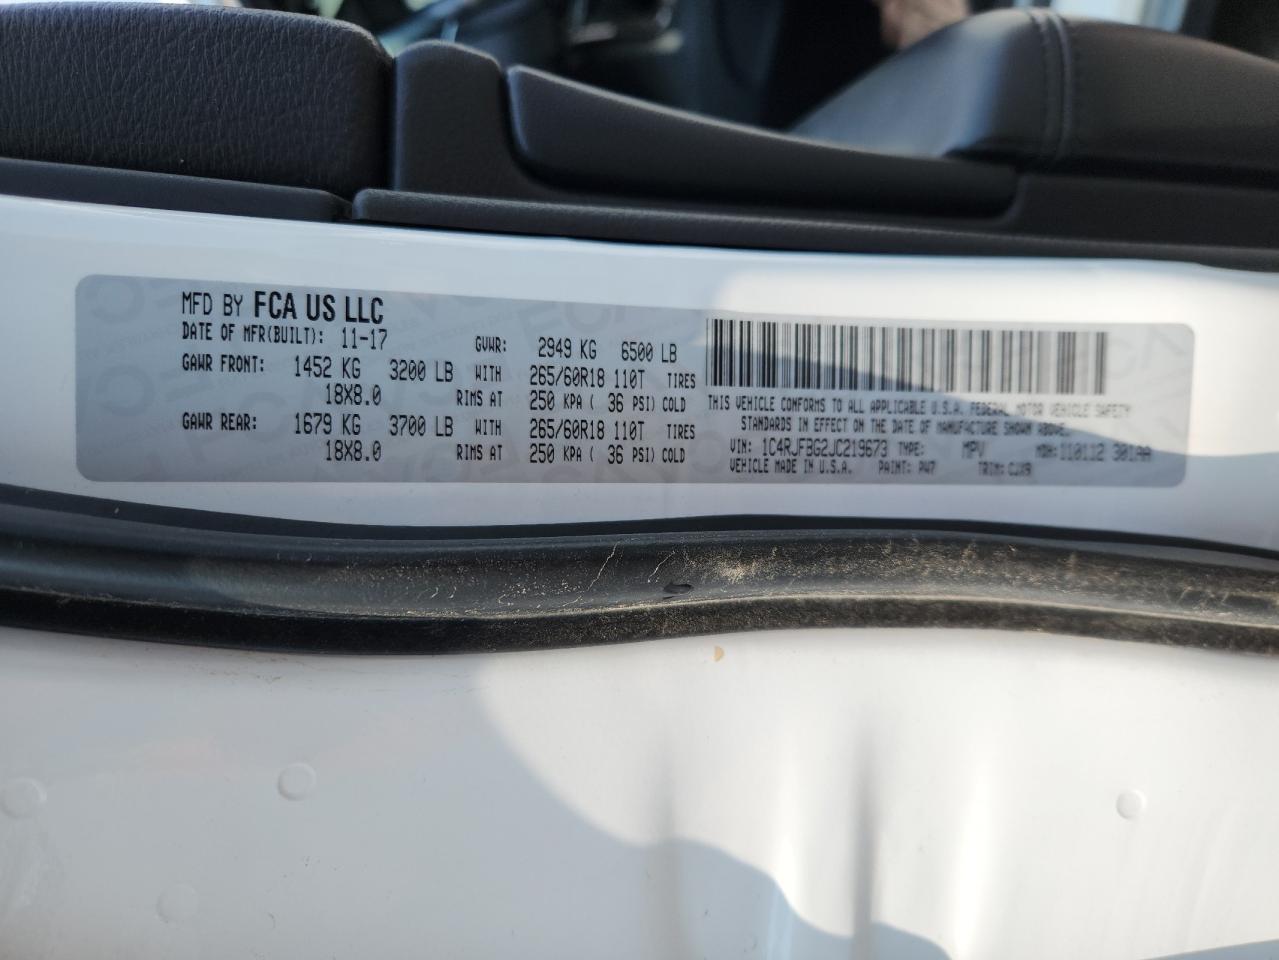 MFD BY FCA US LLC
DATE OF MFR(BUILT): 11-17 GVWR: 2949 KG 6500 LB
GAWR FRONT: 1452 KG 3200 LB WITH 265/60R18 110T TIRES
18X8.0 RIMS AT 250 KPA ( 36 PSI) COLD
GAWR REAR: 1679 KG 3700 LB WITH 265/60R18 110T TIRES
18X8.0 RIMS AT 250 KPA ( 36 PSI) COLD
THIS VEHICLE CONFORMS TO ALL APPLICABLE U.S.A. FEDERAL MOTOR VEHICLE SAFETY
STANDARDS IN EFFECT ON THE DATE OF MANUFACTURE SHOWN ABOVE.
VIN: 1C4RJFBG2JC219673 TYPE: MPV MDH: 110112 301AA
VEHICLE MADE IN U.S.A. PAINT: PW7 TRIM: CJX9